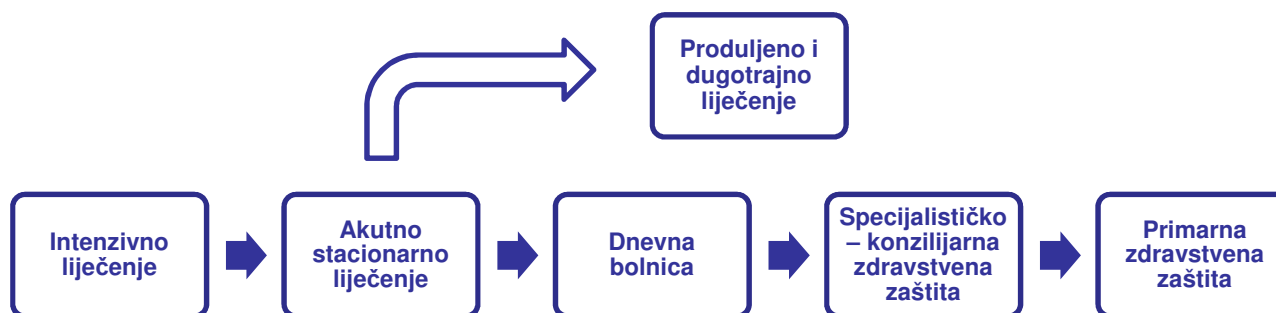 Produljeno i
dugotrajno
liječenje
Intenzivno
liječenje
Akutno
stacionarno
liječenje
Dnevna
bolnica
Specijalističko
– konzilijarna
zdravstvena
zaštita
Primarna
zdravstvena
zaštita